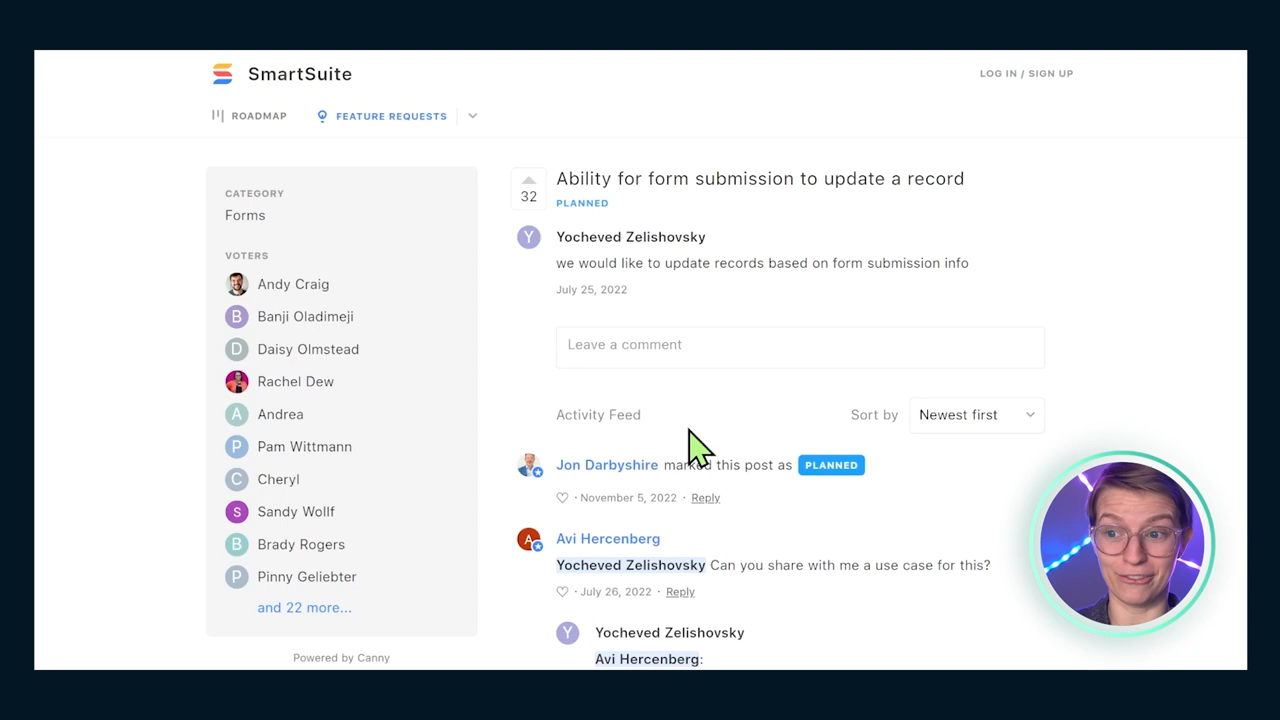 SmartSuite
LOG IN / SIGN UP
ROADMAP
FEATURE REQUESTS
CATEGORY
Forms
VOTERS
Andy Craig
B Banji Oladimeji
D Daisy Olmstead
Rachel Dew
A Andrea
P Pam Wittmann
C Cheryl
S Sandy Wollf
B Brady Rogers
P Pinny Geliebter
and 22 more...
Powered by Canny
32
Ability for form submission to update a record
PLANNED
Y Yocheved Zelishovsky
we would like to update records based on form submission info
July 25, 2022
Leave a comment
Activity Feed
Sort by Newest first
Jon Darbyshire marked this post as PLANNED
· November 5, 2022 · Reply
A Avi Hercenberg
Yocheved Zelishovsky Can you share with me a use case for this?
· July 26, 2022 · Reply
Y Yocheved Zelishovsky
Avi Hercenberg: